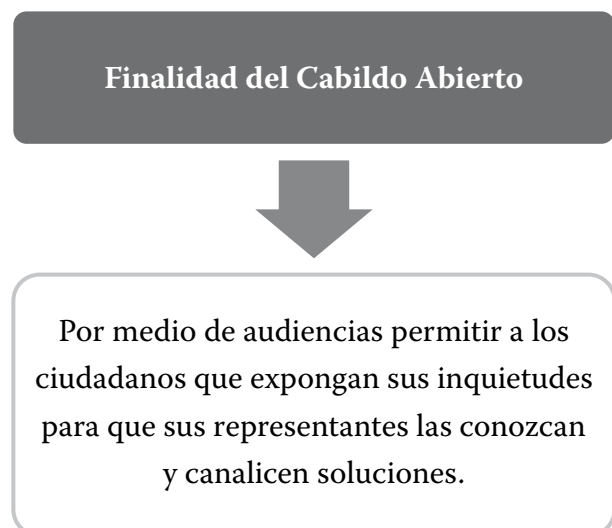 Finalidad del Cabildo Abierto
Por medio de audiencias permitir a los
ciudadanos que expongan sus inquietudes
para que sus representantes las conozcan
y canalicen soluciones.